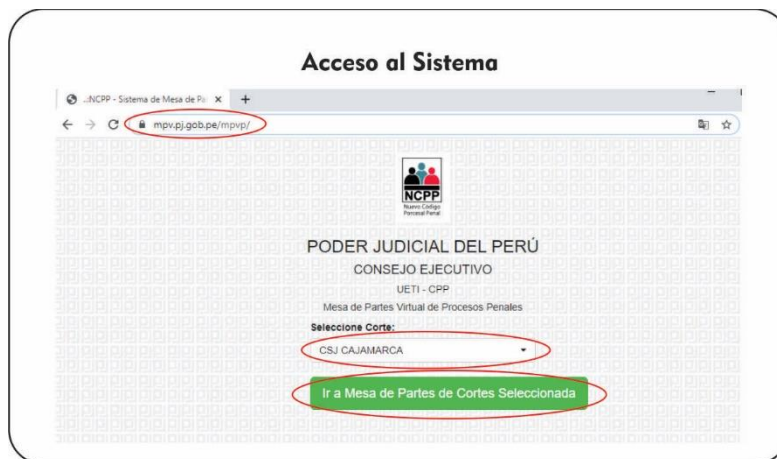 Acceso al Sistema
..:NCPP - Sistema de Mesa de Pa
mpv.pj.gob.pe/mpvp/
NCPP
Nuevo Código
Porcesal Penal
PODER JUDICIAL DEL PERÚ
CONSEJO EJECUTIVO
UETI - CPP
Mesa de Partes Virtual de Procesos Penales
Seleccione Corte:
CSJ CAJAMARCA
Ir a Mesa de Partes de Cortes Seleccionada